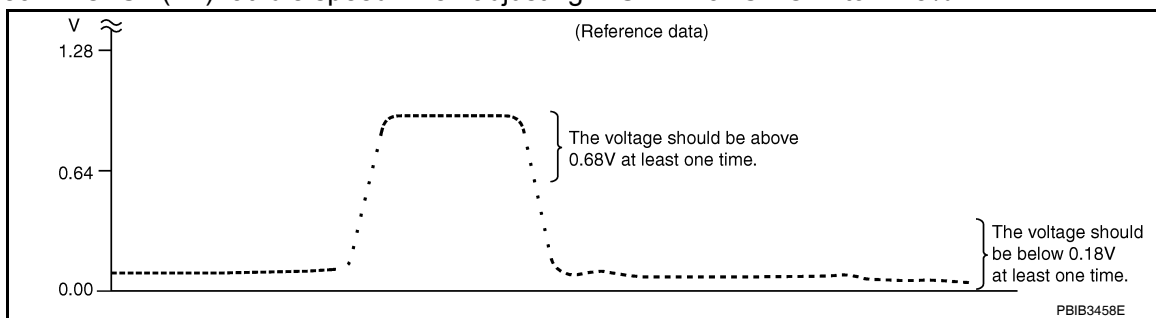 V
(Reference data)
1.28
The voltage should be above
0.68V at least one time.
0.64
The voltage should
be below 0.18V
at least one time.
0.00
PBIB3458E